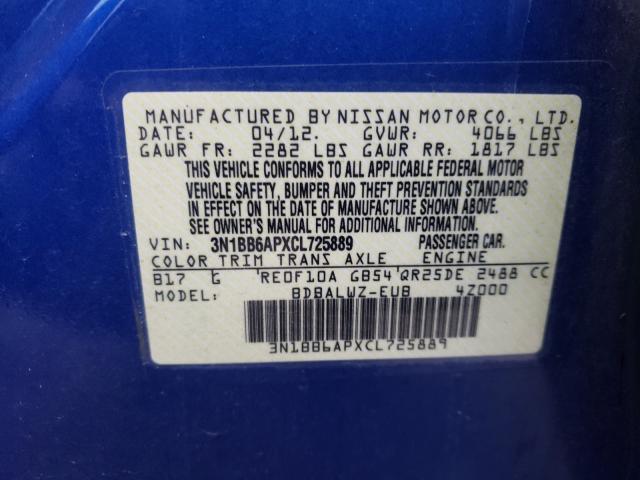 MANUFACTURED BY NISSAN MOTOR CO., LTD.
DATE: 04/12. GVWR: 4066 LBS
GAWR FR: 2282 LBS GAWR RR: 1817 LBS
THIS VEHICLE CONFORMS TO ALL APPLICABLE FEDERAL MOTOR
VEHICLE SAFETY, BUMPER AND THEFT PREVENTION STANDARDS
IN EFFECT ON THE DATE OF MANUFACTURE SHOWN ABOVE.
SEE OWNER'S MANUAL FOR ADDITIONAL INFORMATION.
VIN: 3N1BB6APXCL725889 PASSENGER CAR.
COLOR TRIM TRANS AXLE ENGINE
B17 G RE0F10A GB54 QR25DE 2488 CC
MODEL: BDBALWZ-EUB 4Z000
3N1BB6APXCL725889